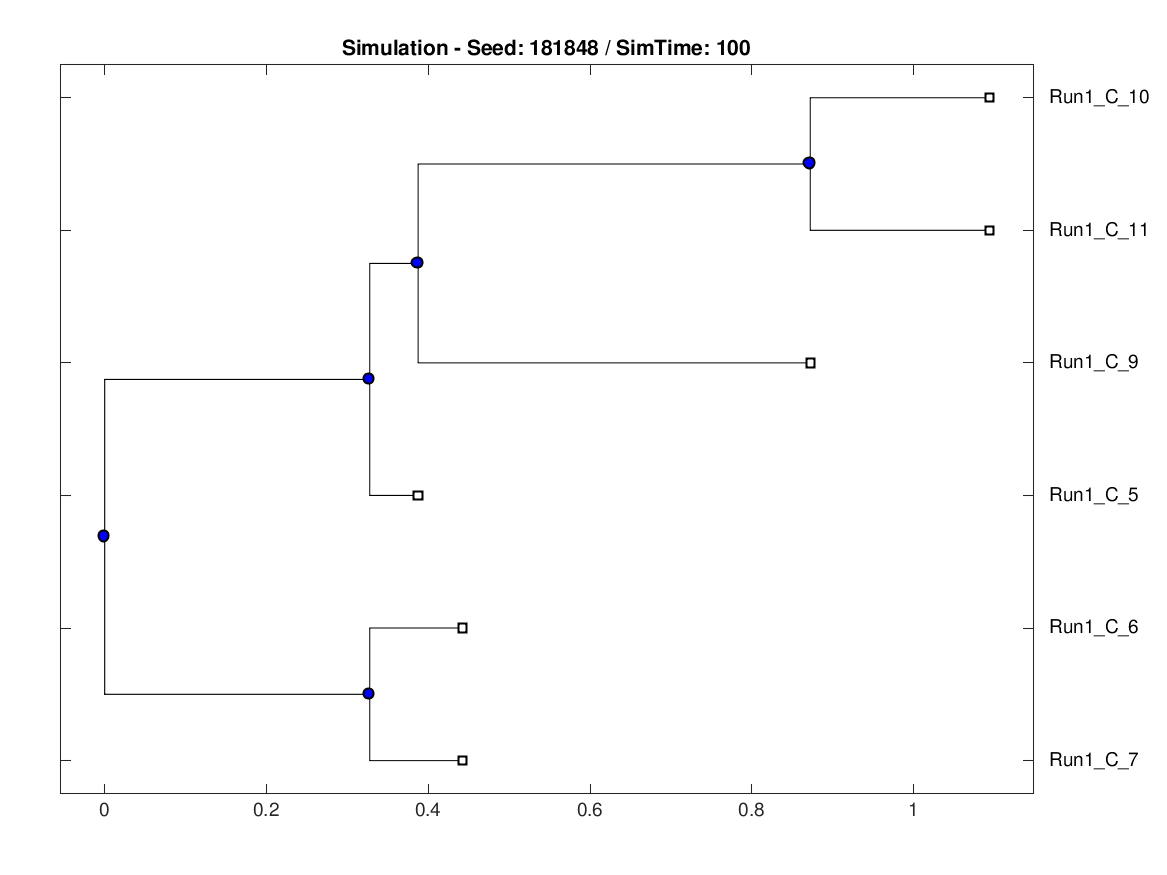 Simulation - Seed: 181848 / SimTime: 100
Run1_C_10
Run1_C_11
Run1_C_9
Run1_C_5
Run1_C_6
Run1_C_7
0 0.2 0.4 0.6 0.8 1